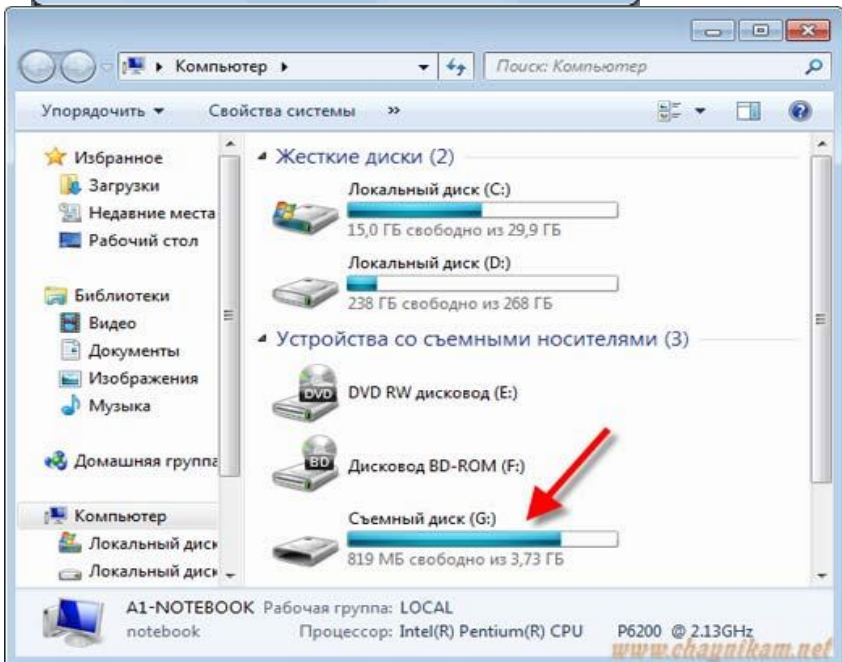 Компьютер
Поиск: Компьютер
Упорядочить
Свойства системы »
Избранное
Загрузки
Недавние места
Рабочий стол
Библиотеки
Видео
Документы
Изображения
Музыка
Домашняя группа
Компьютер
Локальный диск
Локальный диск
Жесткие диски (2)
Локальный диск (C:)
15,0 ГБ свободно из 29,9 ГБ
Локальный диск (D:)
238 ГБ свободно из 268 ГБ
Устройства со съемными носителями (3)
DVD
DVD RW дисковод (E:)
BD
Дисковод BD-ROM (F:)
Съемный диск (G:)
819 МБ свободно из 3,73 ГБ
A1-NOTEBOOK Рабочая группа: LOCAL
notebook Процессор: Intel(R) Pentium(R) CPU P6200 @ 2.13GHz
www.chaynikam.net